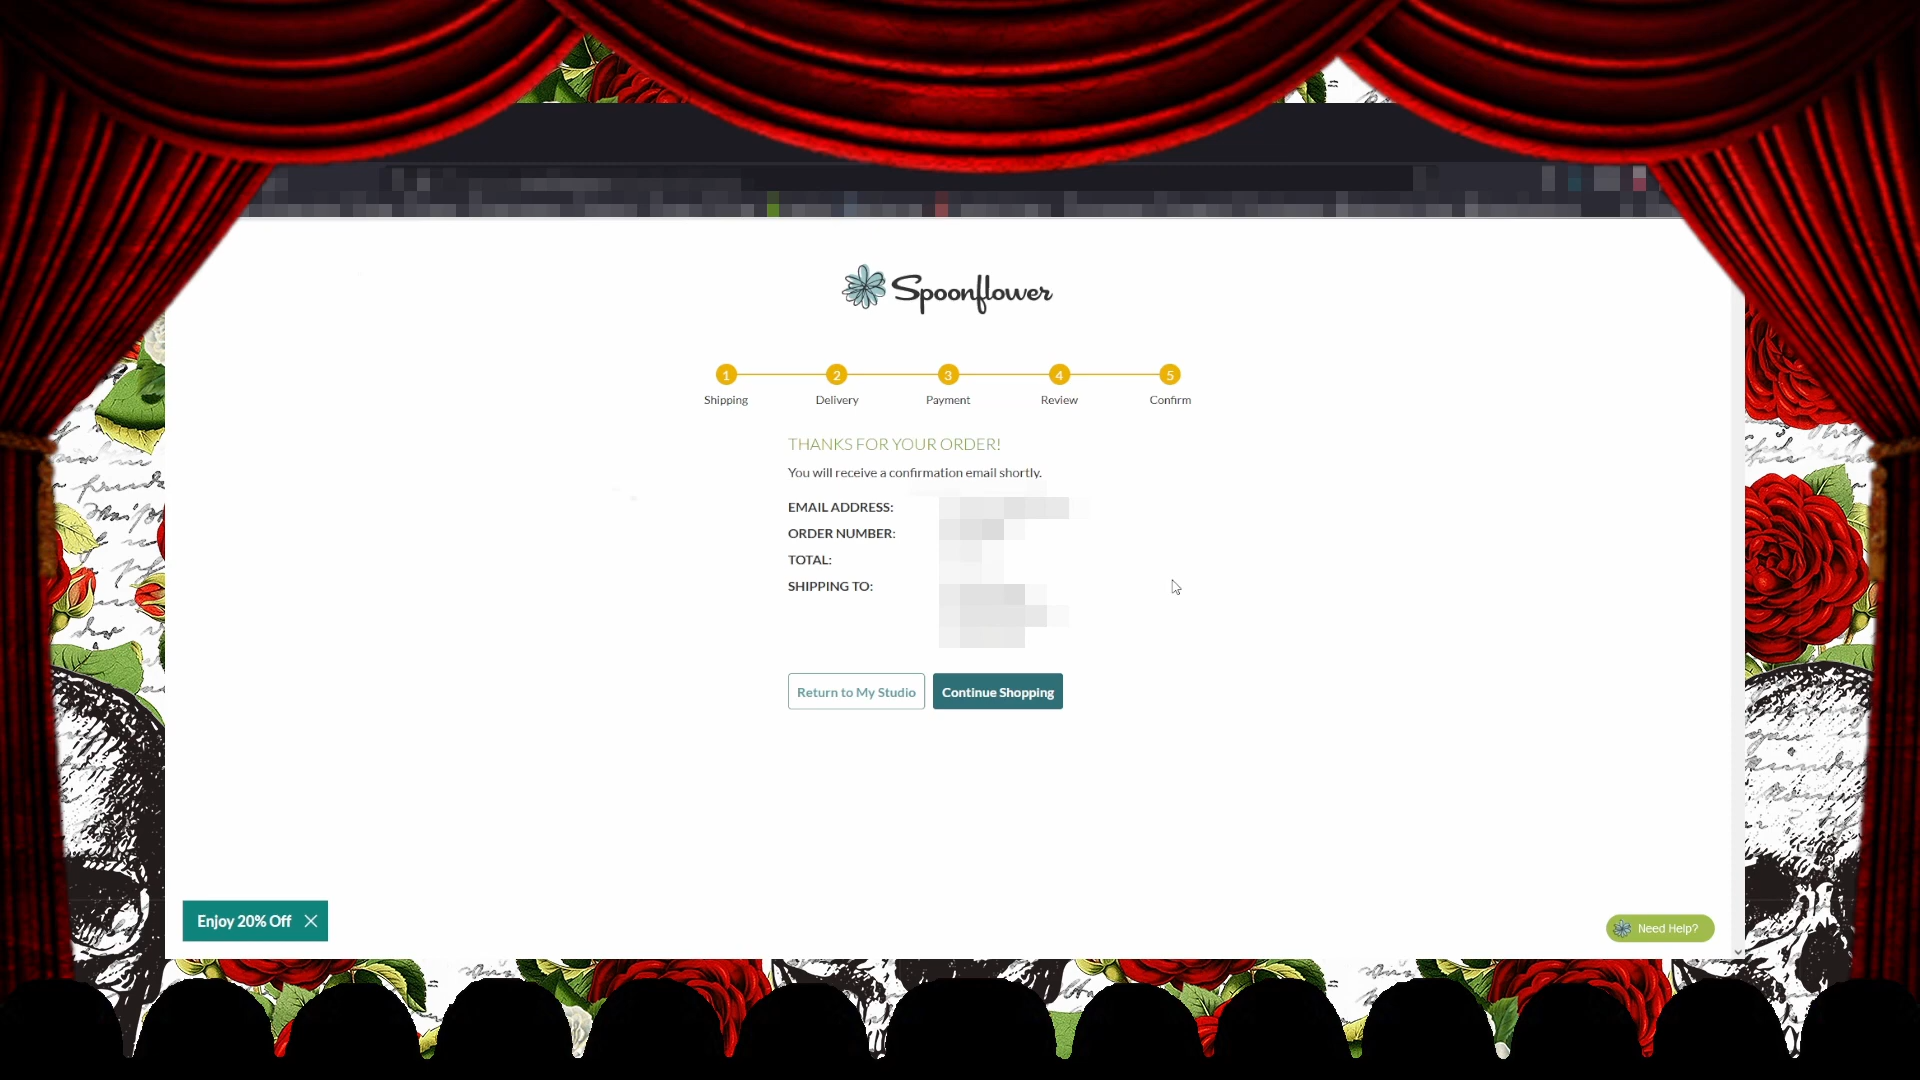 Spoonflower
1 2 3 4 5
Shipping Delivery Payment Review Confirm
THANKS FOR YOUR ORDER!
You will receive a confirmation email shortly.
EMAIL ADDRESS:
ORDER NUMBER:
TOTAL:
SHIPPING TO:
Return to My Studio Continue Shopping
Enjoy 20% Off
Need Help?